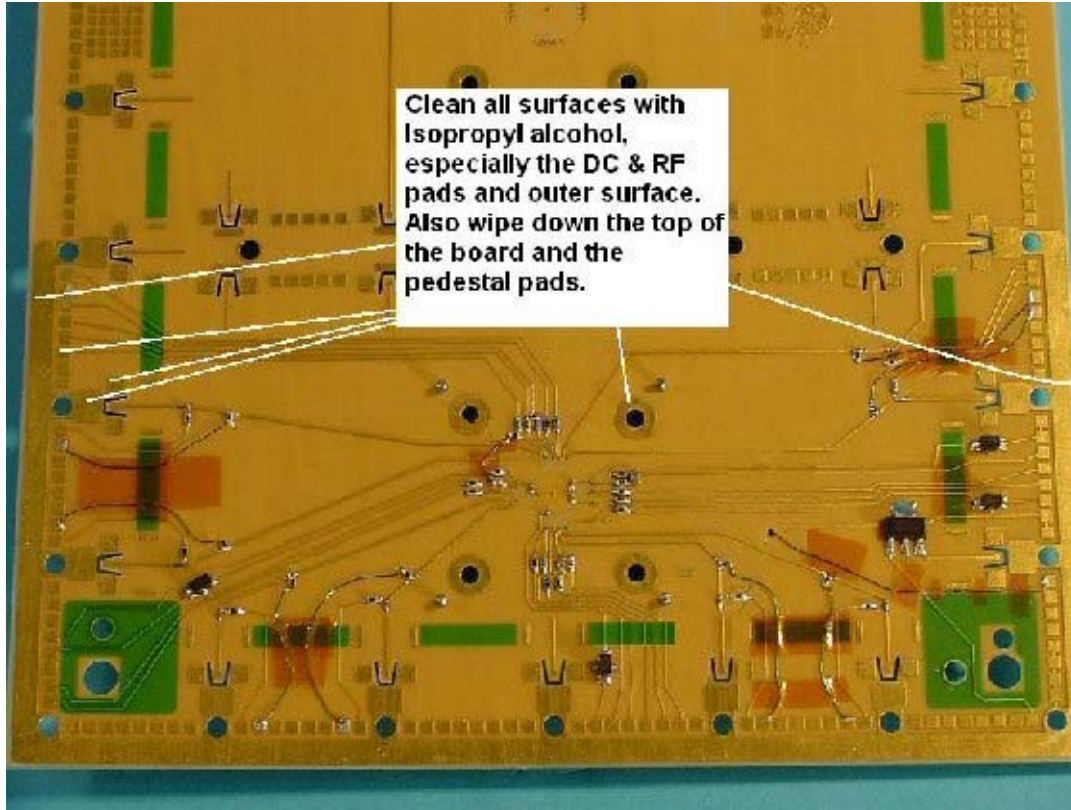 Clean all surfaces with
Isopropyl alcohol,
especially the DC & RF
pads and outer surface.
Also wipe down the top of
the board and the
pedestal pads.